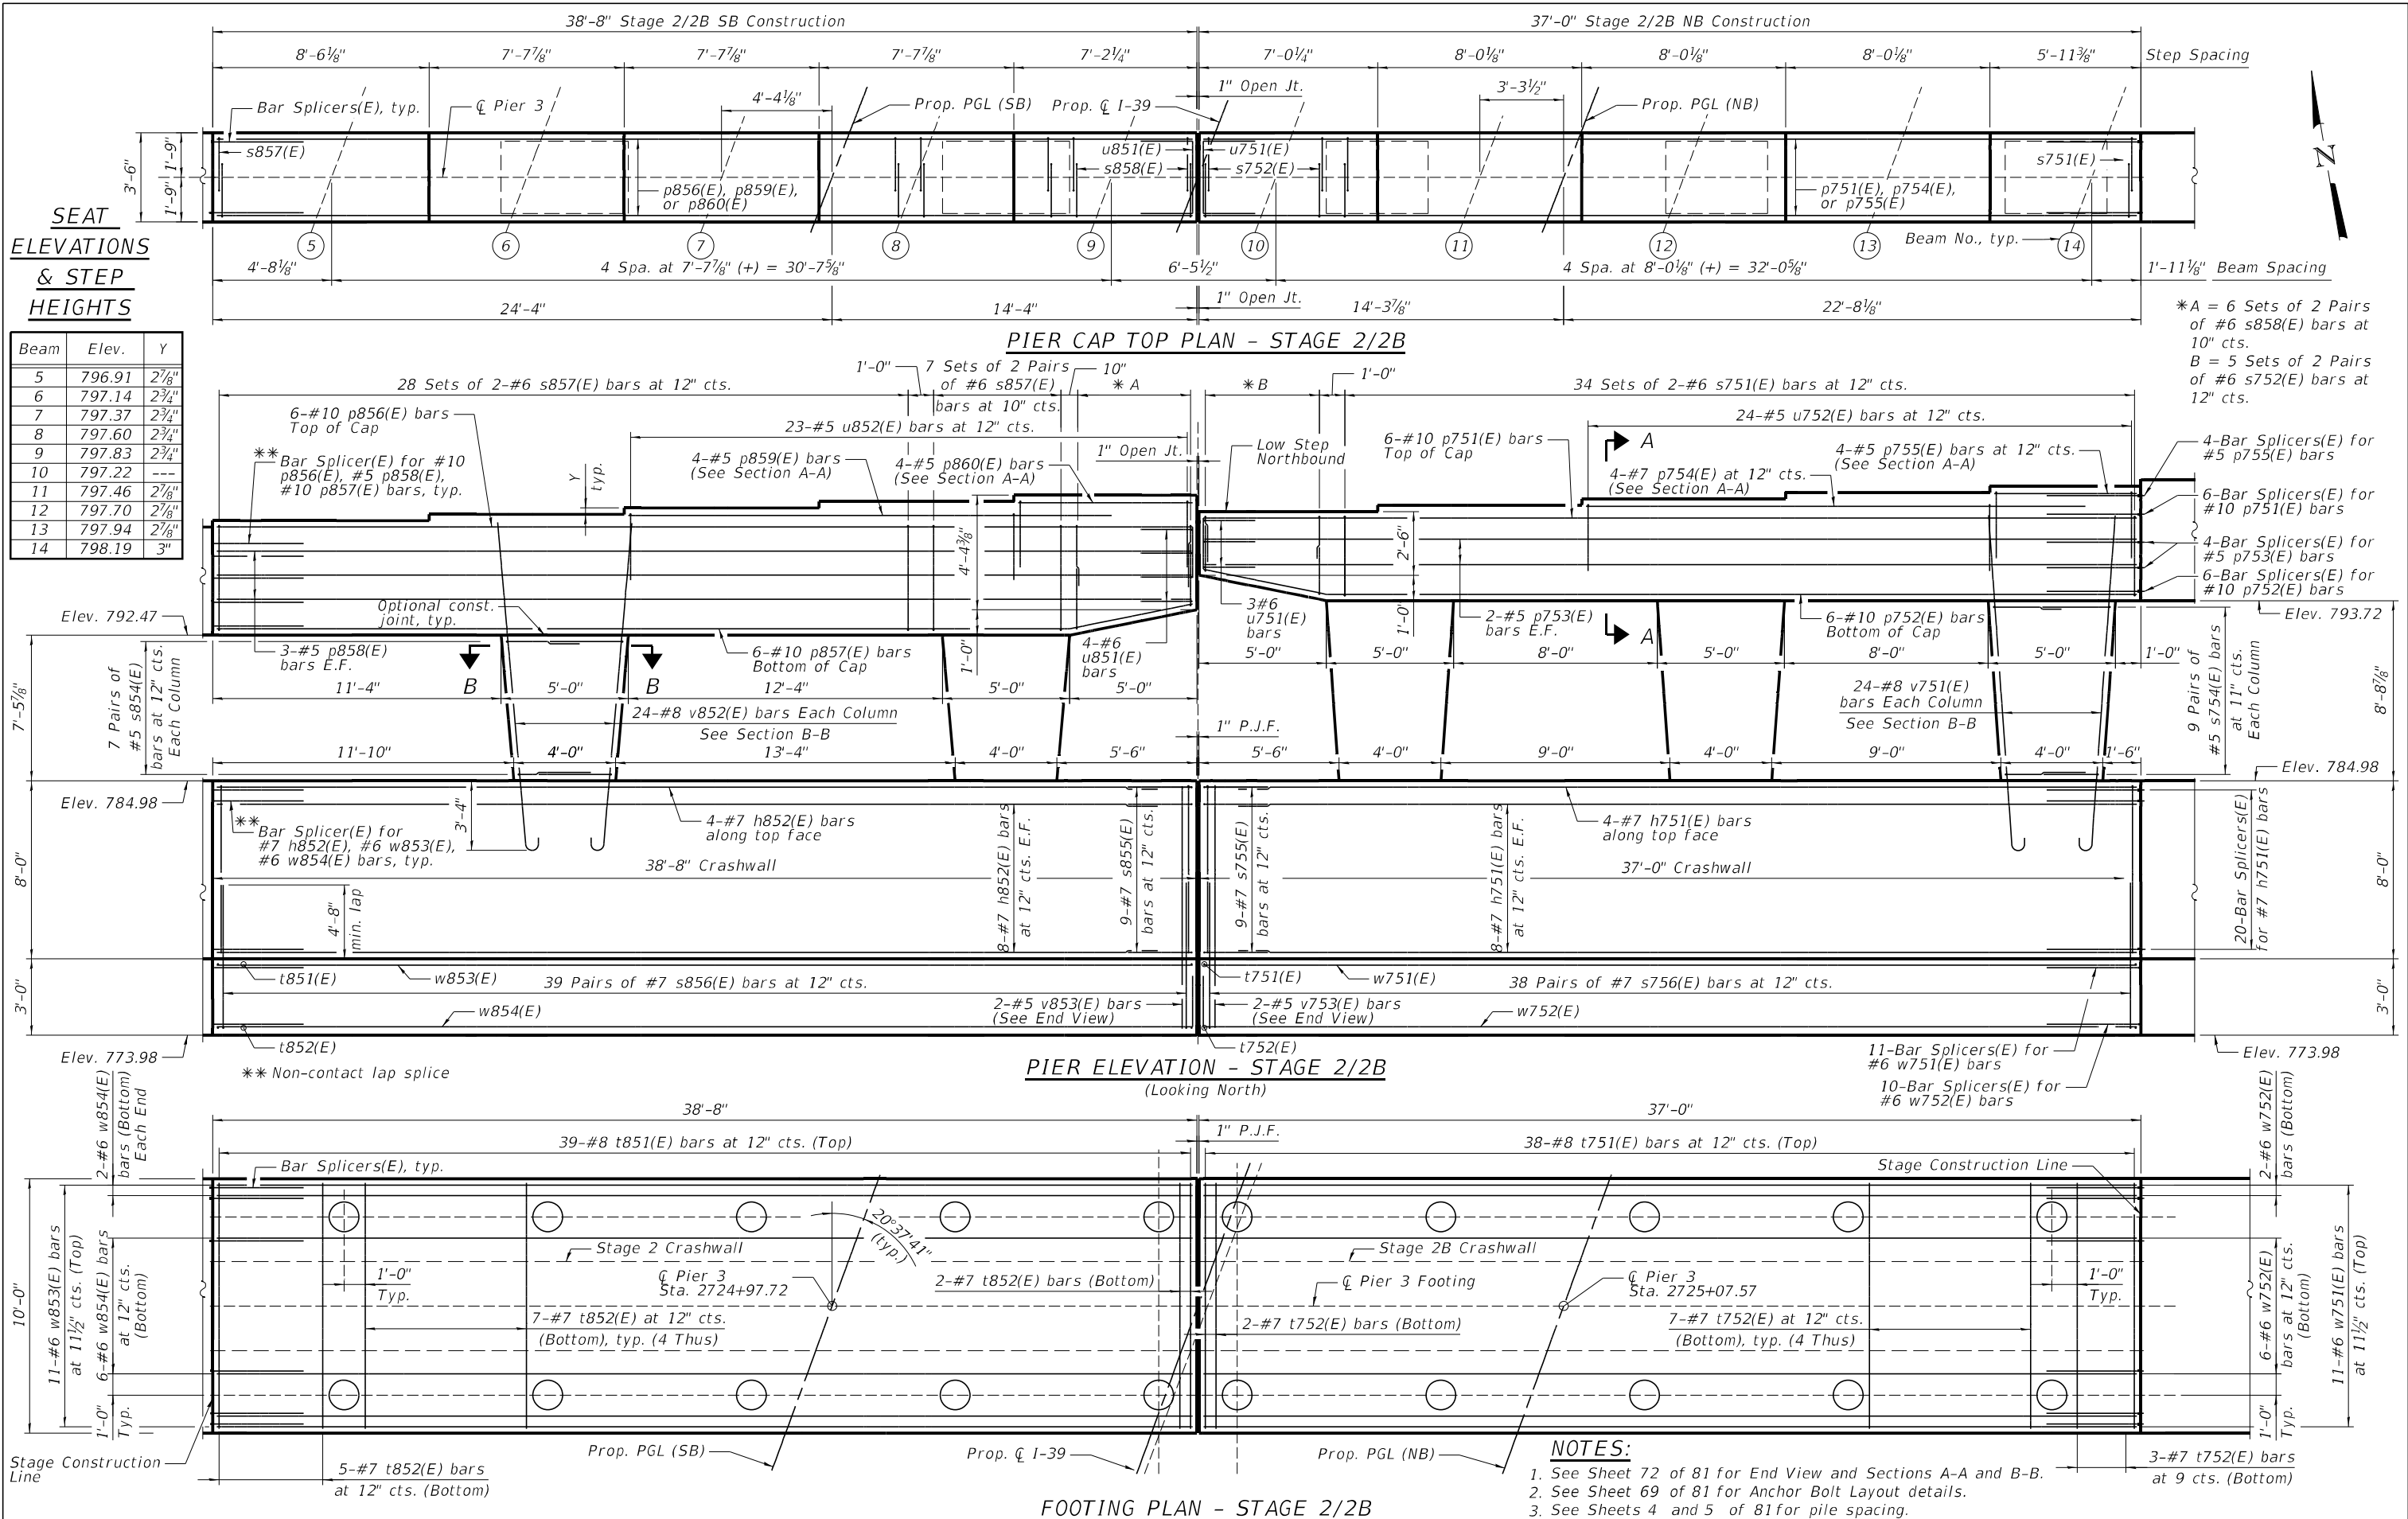 38'-8" Stage 2/2B SB Construction
37'-0" Stage 2/2B NB Construction
8'-6⅛"
7'-7⅞"
7'-7⅞"
7'-7⅞"
7'-2¼"
7'-0¼"
8'-0⅛"
8'-0⅛"
8'-0⅛"
5'-11⅜"
Step Spacing
Bar Splicers(E), typ.
℄ Pier 3
4'-4⅛"
Prop. PGL (SB)
Prop. ℄ I-39
1" Open Jt.
3'-3½"
Prop. PGL (NB)
3'-6"
1'-9"
1'-9"
s857(E)
p856(E), p859(E),
or p860(E)
u851(E)
s858(E)
u751(E)
s752(E)
p751(E), p754(E),
or p755(E)
s751(E)
N
5
6
7
8
9
10
11
12
13
14
Beam No., typ.
4'-8⅛"
4 Spa. at 7'-7⅞" (+) = 30'-7⅝"
6'-5½"
4 Spa. at 8'-0⅛" (+) = 32'-0⅝"
1'-11⅛"
Beam Spacing
24'-4"
14'-4"
1" Open Jt.
14'-3⅞"
22'-8⅛"
PIER CAP TOP PLAN - STAGE 2/2B
SEAT
ELEVATIONS
& STEP
HEIGHTS
Beam Elev. Y
5 796.91 2⅞"
6 797.14 2¾"
7 797.37 2¾"
8 797.60 2¾"
9 797.83 2¾"
10 797.22 ---
11 797.46 2⅞"
12 797.70 2⅞"
13 797.94 2⅞"
14 798.19 3"
*A = 6 Sets of 2 Pairs
of #6 s858(E) bars at
10" cts.
B = 5 Sets of 2 Pairs
of #6 s752(E) bars at
12" cts.
28 Sets of 2-#6 s857(E) bars at 12" cts.
1'-0"
7 Sets of 2 Pairs
of #6 s857(E)
bars at 10" cts.
10"
* A
* B
1'-0"
34 Sets of 2-#6 s751(E) bars at 12" cts.
6-#10 p856(E) bars
Top of Cap
23-#5 u852(E) bars at 12" cts.
24-#5 u752(E) bars at 12" cts.
** Bar Splicer(E) for #10
p856(E), #5 p858(E),
#10 p857(E) bars, typ.
Y
typ.
4-#5 p859(E) bars
(See Section A-A)
4-#5 p860(E) bars
(See Section A-A)
1" Open Jt.
Low Step
Northbound
6-#10 p751(E) bars
Top of Cap
A
4-#7 p754(E) at 12" cts.
(See Section A-A)
4-#5 p755(E) bars at 12" cts.
(See Section A-A)
4-Bar Splicers(E) for
#5 p755(E) bars
6-Bar Splicers(E) for
#10 p751(E) bars
4-Bar Splicers(E) for
#5 p753(E) bars
6-Bar Splicers(E) for
#10 p752(E) bars
4'-4⅜"
2'-6"
1'-0"
1'-0"
Elev. 792.47
Optional const.
joint, typ.
3-#5 p858(E)
bars E.F.
B
B
6-#10 p857(E) bars
Bottom of Cap
4-#6
u851(E)
bars
3#6
u751(E)
bars
2-#5 p753(E)
bars E.F.
A
6-#10 p752(E) bars
Bottom of Cap
Elev. 793.72
11'-4"
5'-0"
12'-4"
5'-0"
5'-0"
5'-0"
5'-0"
8'-0"
5'-0"
8'-0"
5'-0"
1'-0"
7'-5⅞"
7 Pairs of
#5 s854(E)
bars at 12" cts.
Each Column
24-#8 v852(E) bars Each Column
See Section B-B
1" P.J.F.
24-#8 v751(E)
bars Each Column
See Section B-B
9 Pairs of
#5 s754(E) bars
at 11" cts.
Each Column
8'-8⅞"
11'-10"
4'-0"
13'-4"
4'-0"
5'-6"
5'-6"
4'-0"
9'-0"
4'-0"
9'-0"
4'-0"
1'-6"
Elev. 784.98
Elev. 784.98
** Bar Splicer(E) for
#7 h852(E), #6 w853(E),
#6 w854(E) bars, typ.
3'-4"
4-#7 h852(E) bars
along top face
38'-8" Crashwall
8-#7 h852(E) bars
at 12" cts. E.F.
9-#7 s855(E)
bars at 12" cts.
9-#7 s755(E)
bars at 12" cts.
8-#7 h751(E) bars
at 12" cts. E.F.
4-#7 h751(E) bars
along top face
37'-0" Crashwall
20-Bar Splicers(E)
for #7 h751(E) bars
8'-0"
8'-0"
4'-8"
min. lap
3'-0"
3'-0"
t851(E)
w853(E)
39 Pairs of #7 s856(E) bars at 12" cts.
t751(E)
w751(E)
38 Pairs of #7 s756(E) bars at 12" cts.
w854(E)
2-#5 v853(E) bars
(See End View)
2-#5 v753(E) bars
(See End View)
w752(E)
Elev. 773.98
t852(E)
t752(E)
Elev. 773.98
** Non-contact lap splice
PIER ELEVATION - STAGE 2/2B
(Looking North)
11-Bar Splicers(E) for
#6 w751(E) bars
10-Bar Splicers(E) for
#6 w752(E) bars
38'-8"
37'-0"
39-#8 t851(E) bars at 12" cts. (Top)
1" P.J.F.
38-#8 t751(E) bars at 12" cts. (Top)
2-#6 w854(E)
bars (Bottom)
Each End
Bar Splicers(E), typ.
Stage Construction Line
2-#6 w752(E)
bars (Bottom)
10'-0"
11-#6 w853(E) bars
at 11½" cts. (Top)
6-#6 w854(E) bars
at 12" cts.
(Bottom)
1'-0"
Typ.
Stage 2 Crashwall
20°37'41"
(typ.)
Stage 2B Crashwall
1'-0"
Typ.
℄ Pier 3
Sta. 2724+97.72
2-#7 t852(E) bars (Bottom)
℄ Pier 3 Footing
℄ Pier 3
Sta. 2725+07.57
1'-0"
Typ.
7-#7 t852(E) at 12" cts.
(Bottom), typ. (4 Thus)
2-#7 t752(E) bars (Bottom)
7-#7 t752(E) at 12" cts.
(Bottom), typ. (4 Thus)
6-#6 w752(E)
bars at 12" cts.
(Bottom)
11-#6 w751(E) bars
at 11½" cts. (Top)
1'-0"
Typ.
Stage Construction
Line
5-#7 t852(E) bars
at 12" cts. (Bottom)
Prop. PGL (SB)
Prop. ℄ I-39
Prop. PGL (NB)
3-#7 t752(E) bars
at 9 cts. (Bottom)
FOOTING PLAN - STAGE 2/2B
NOTES:
1. See Sheet 72 of 81 for End View and Sections A-A and B-B.
2. See Sheet 69 of 81 for Anchor Bolt Layout details.
3. See Sheets 4 and 5 of 81 for pile spacing.